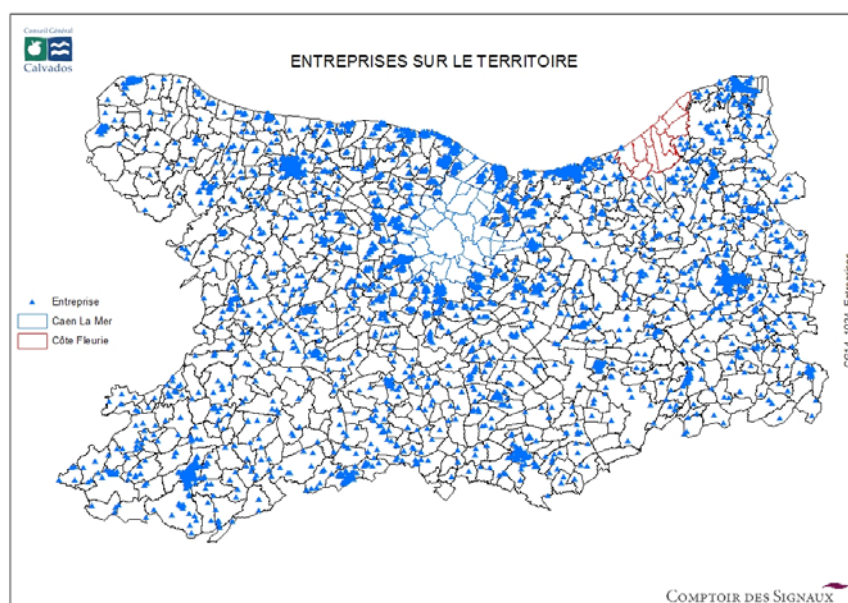 Conseil Général
Calvados
ENTREPRISES SUR LE TERRITOIRE
Entreprise
Caen La Mer
Côte Fleurie
COMPTOIR DES SIGNAUX